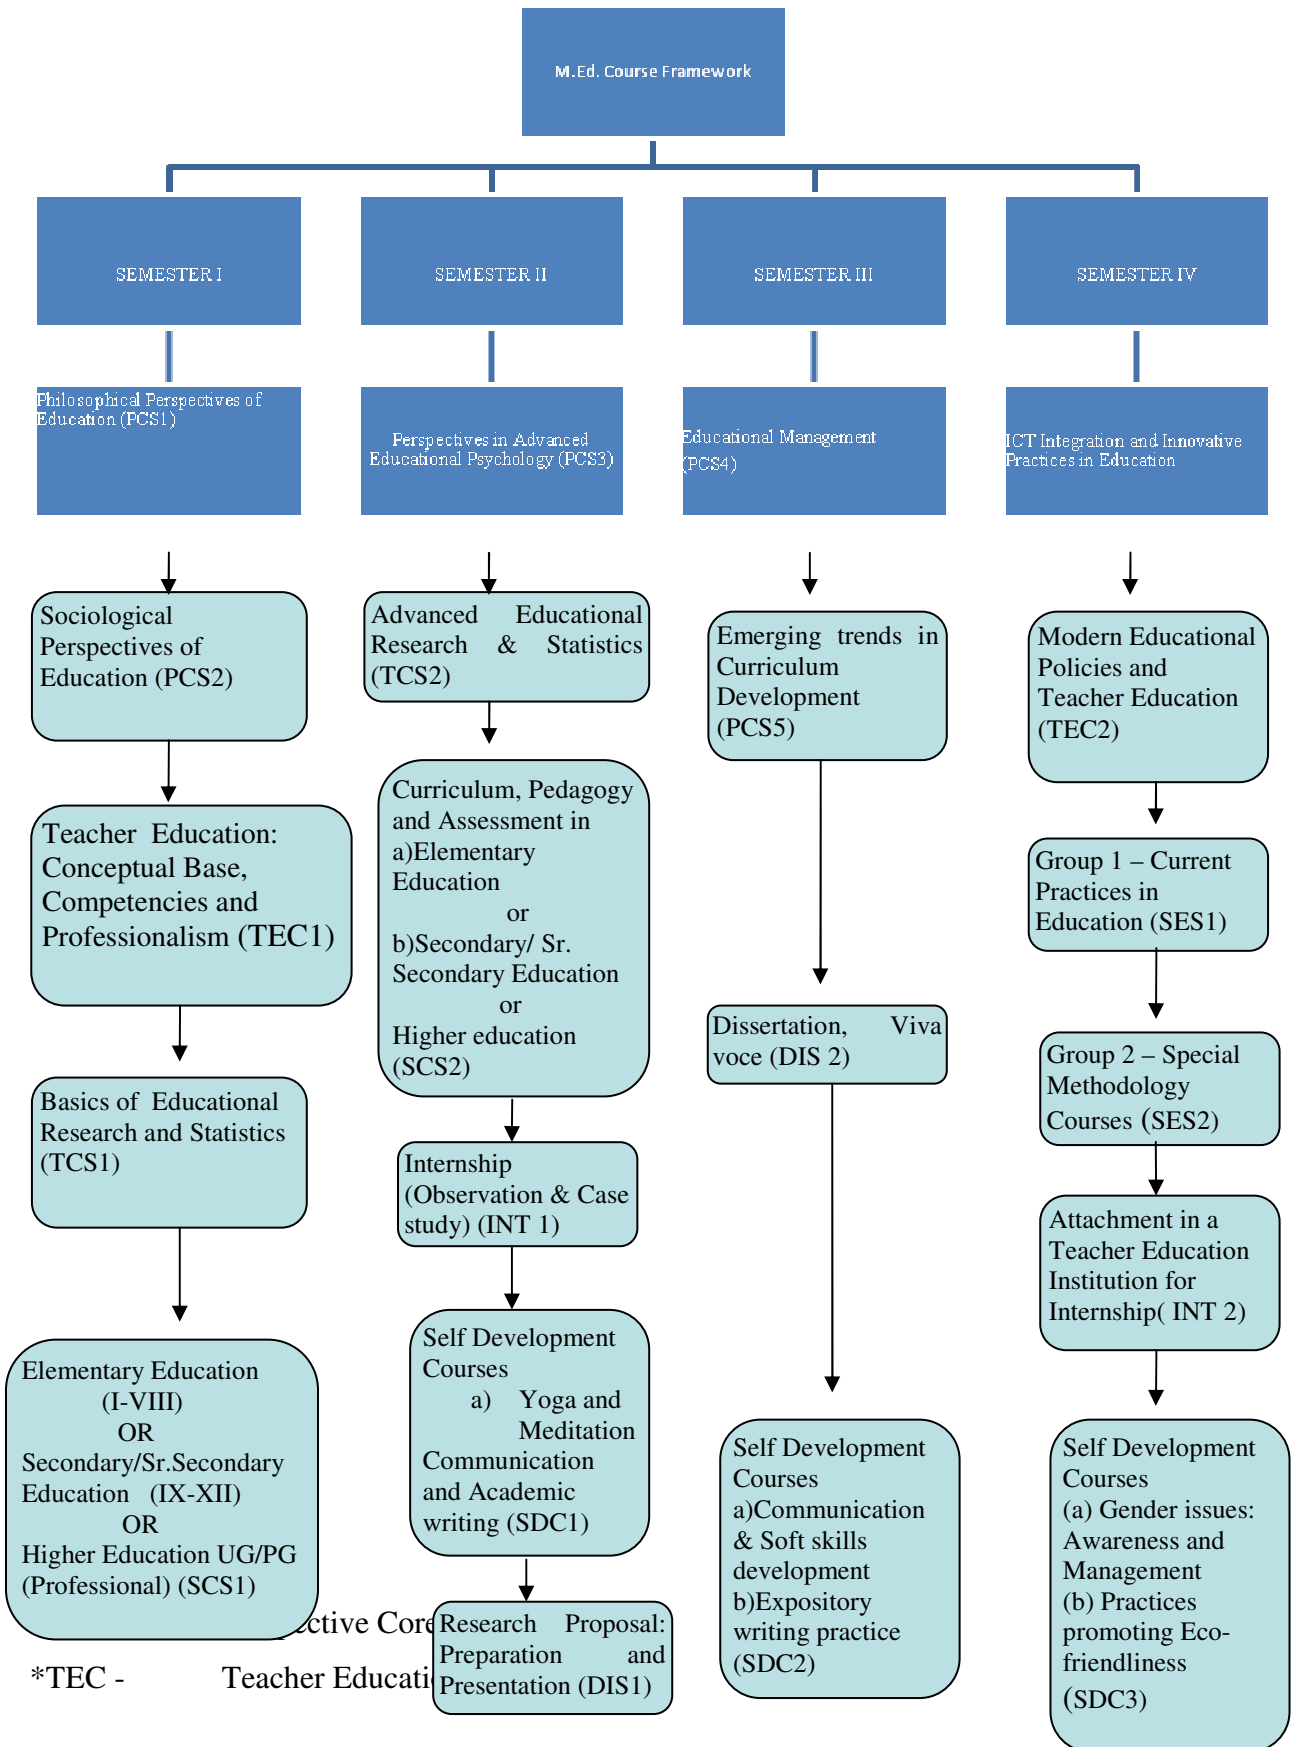 M.Ed. Course Framework
SEMESTER I
SEMESTER II
SEMESTER III
SEMESTER IV
Philosophical Perspectives of
Education (PCS1)
Perspectives in Advanced
Educational Psychology (PCS3)
Educational Management
(PCS4)
ICT Integration and Innovative
Practices in Education
Sociological
Perspectives of
Education (PCS2)
Advanced Educational
Research & Statistics
(TCS2)
Emerging trends in
Curriculum
Development
(PCS5)
Modern Educational
Policies and
Teacher Education
(TEC2)
Teacher Education:
Conceptual Base,
Competencies and
Professionalism (TEC1)
Curriculum, Pedagogy
and Assessment in
a)Elementary
Education
or
b)Secondary/ Sr.
Secondary Education
or
Higher education
(SCS2)
Group 1 – Current
Practices in
Education (SES1)
Dissertation, Viva
voce (DIS 2)
Group 2 – Special
Methodology
Courses (SES2)
Basics of Educational
Research and Statistics
(TCS1)
Internship
(Observation & Case
study) (INT 1)
Attachment in a
Teacher Education
Institution for
Internship( INT 2)
Elementary Education
(I-VIII)
OR
Secondary/Sr.Secondary
Education (IX-XII)
OR
Higher Education UG/PG
(Professional) (SCS1)
Self Development
Courses
a) Yoga and
Meditation
Communication
and Academic
writing (SDC1)
Self Development
Courses
a)Communication
& Soft skills
development
b)Expository
writing practice
(SDC2)
Self Development
Courses
(a) Gender issues:
Awareness and
Management
(b) Practices
promoting Eco-
friendliness
(SDC3)
Research Proposal:
Preparation and
Presentation (DIS1)
Core
*TEC - Teacher